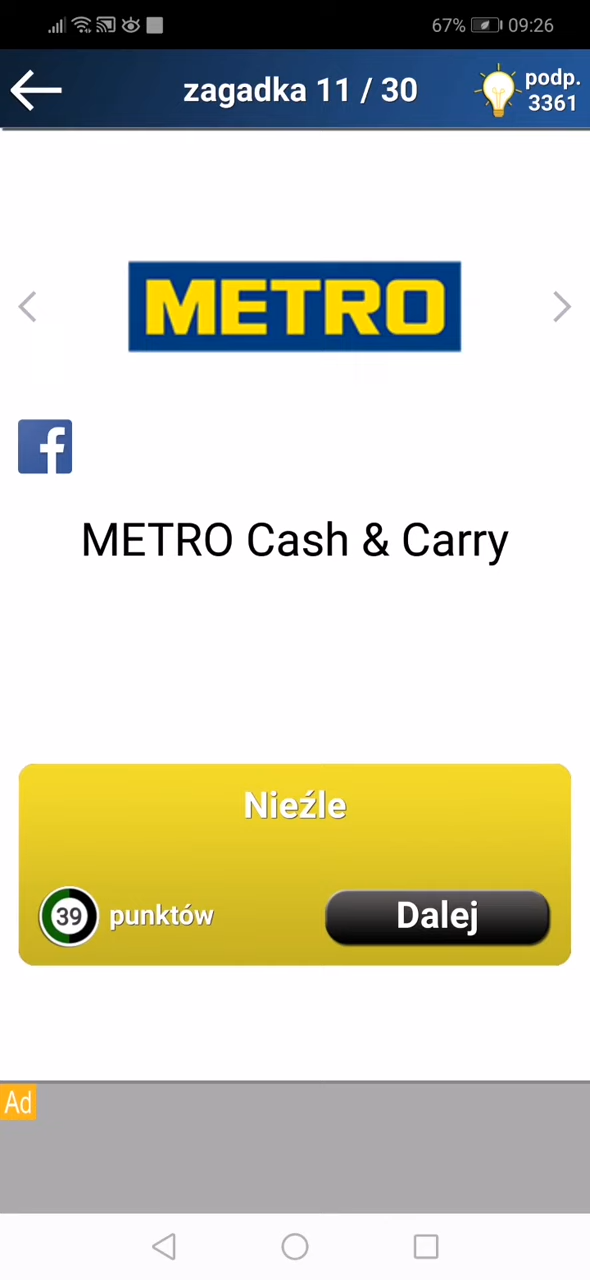 67% 09:26
zagadka 11 / 30
podp.
3361
METRO
f
METRO Cash & Carry
Nieźle
39 punktów
Dalej
Ad